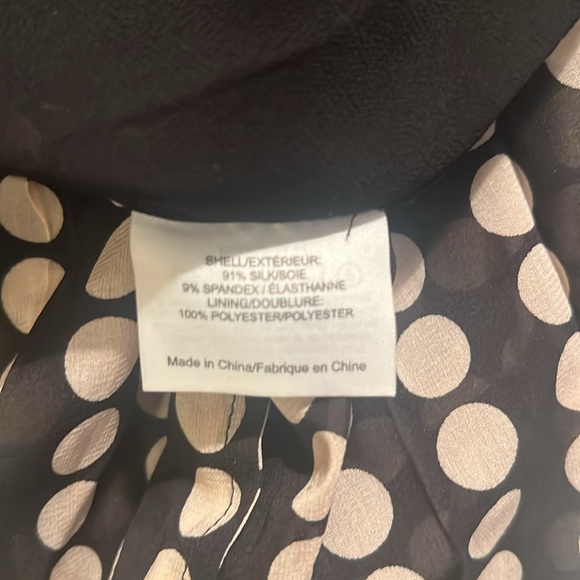 SHELL/EXTÉRIEUR:
91% SILK/SOIE
9% SPANDEX / ÉLASTHANNE
LINING/DOUBLURE:
100% POLYESTER/POLYESTER
Made in China/Fabrique en Chine